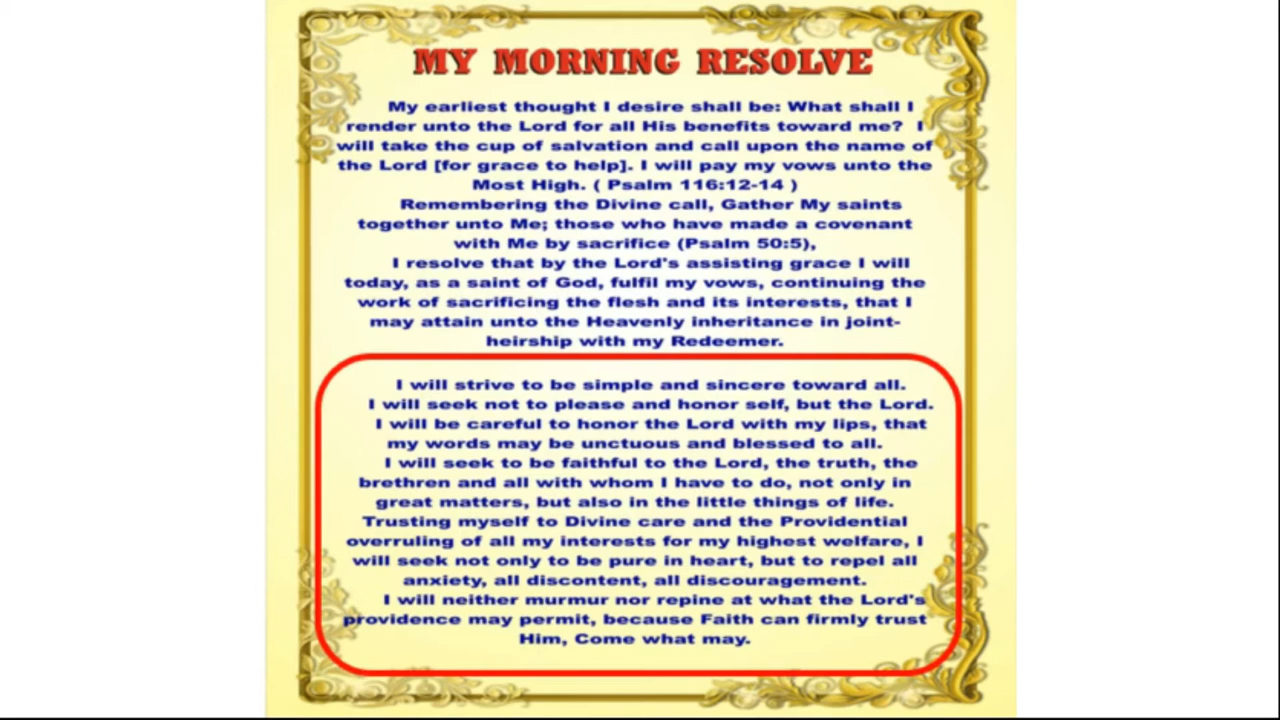 MY MORNING RESOLVE
My earliest thought I desire shall be: What shall I
render unto the Lord for all His benefits toward me? I
will take the cup of salvation and call upon the name of
the Lord [for grace to help]. I will pay my vows unto the
Most High. ( Psalm 116:12-14 )
Remembering the Divine call, Gather My saints
together unto Me; those who have made a covenant
with Me by sacrifice (Psalm 50:5),
I resolve that by the Lord's assisting grace I will
today, as a saint of God, fulfil my vows, continuing the
work of sacrificing the flesh and its interests, that I
may attain unto the Heavenly inheritance in joint-
heirship with my Redeemer.
I will strive to be simple and sincere toward all.
I will seek not to please and honor self, but the Lord.
I will be careful to honor the Lord with my lips, that
my words may be unctuous and blessed to all.
I will seek to be faithful to the Lord, the truth, the
brethren and all with whom I have to do, not only in
great matters, but also in the little things of life.
Trusting myself to Divine care and the Providential
overruling of all my interests for my highest welfare, I
will seek not only to be pure in heart, but to repel all
anxiety, all discontent, all discouragement.
I will neither murmur nor repine at what the Lord's
providence may permit, because Faith can firmly trust
Him, Come what may.